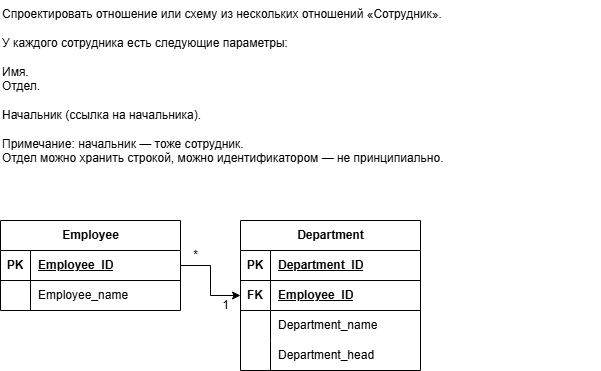 Спроектировать отношение или схему из нескольких отношений «Сотрудник».
У каждого сотрудника есть следующие параметры:
Имя.
Отдел.
Начальник (ссылка на начальника).
Примечание: начальник — тоже сотрудник.
Отдел можно хранить строкой, можно идентификатором — не принципиально.
Employee
PK Employee_ID
Employee_name
*
1
Department
PK Department_ID
FK Employee_ID
Department_name
Department_head